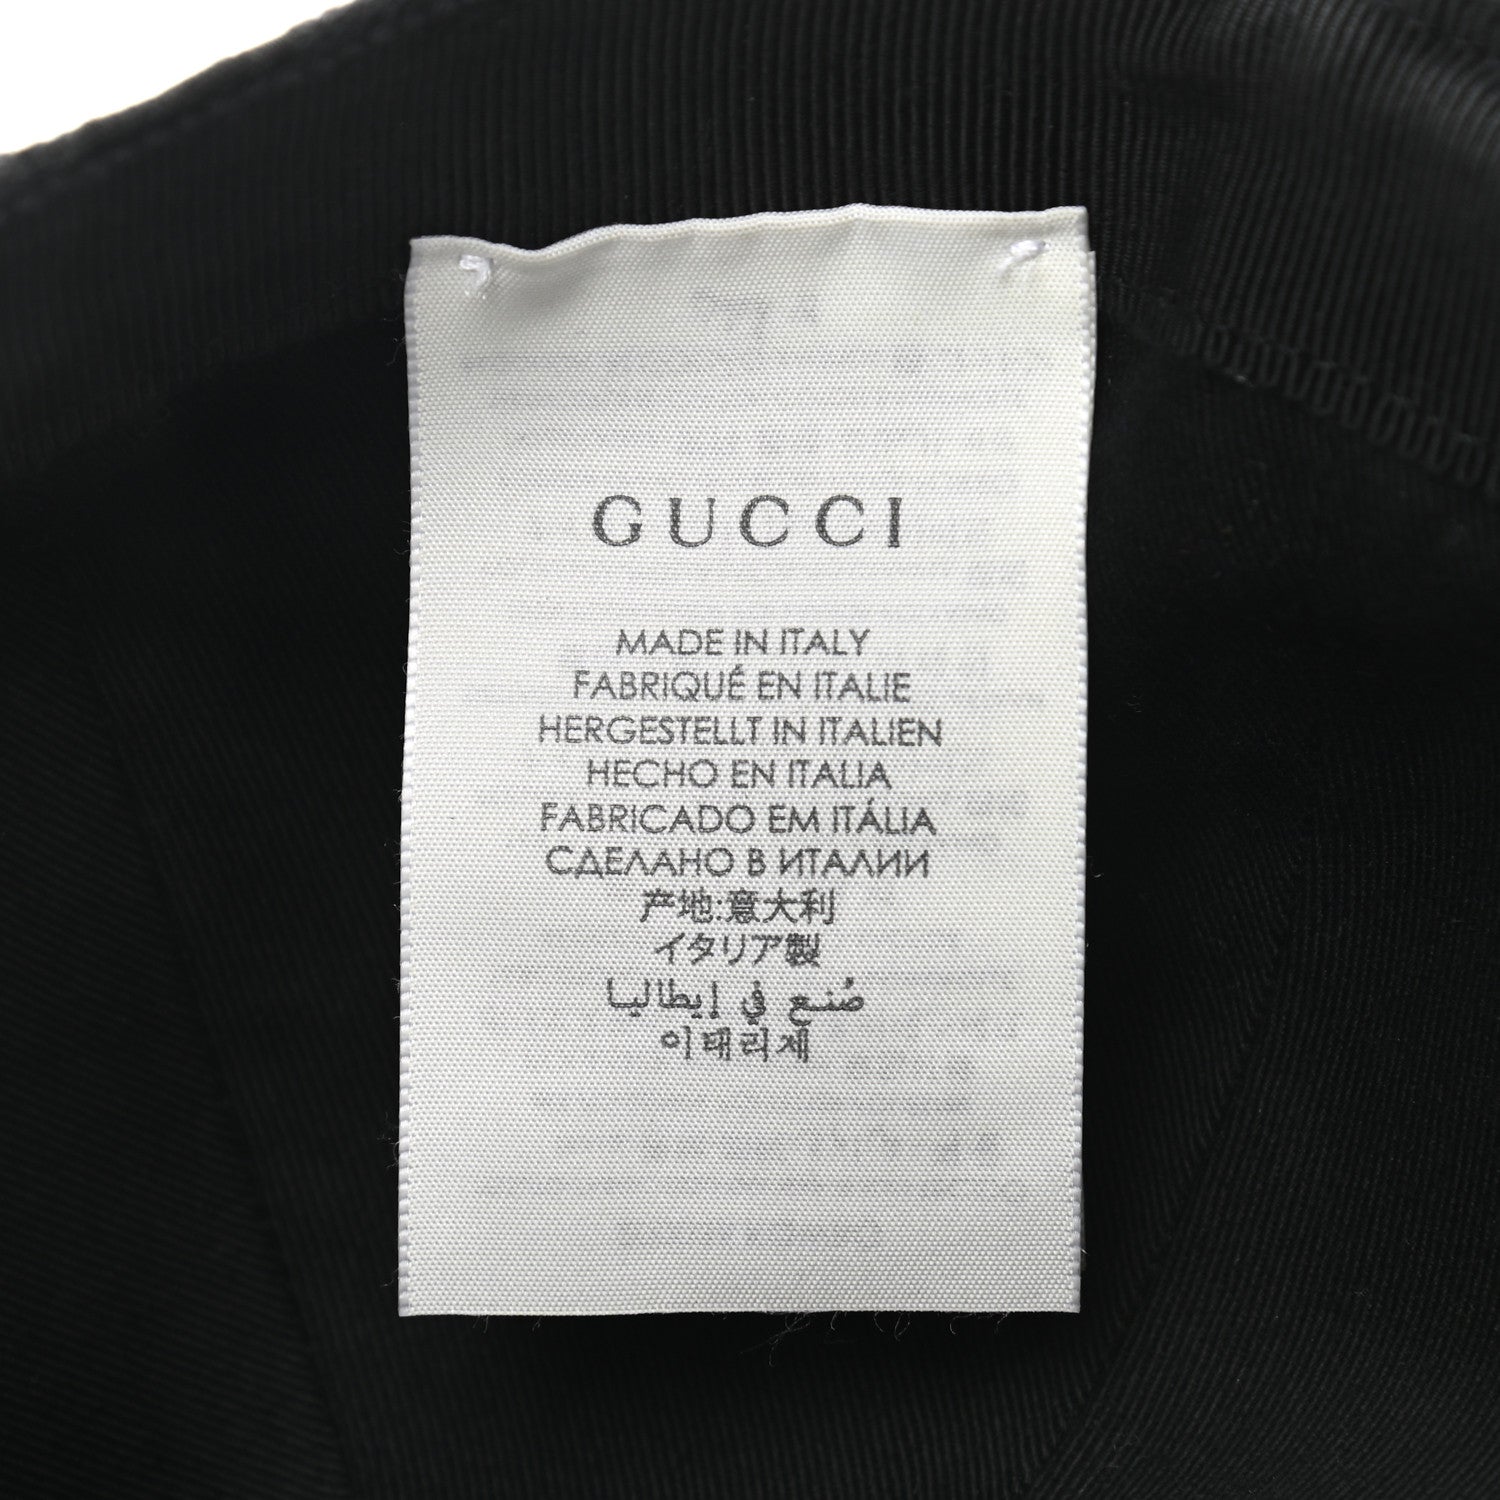 GUCCI
MADE IN ITALY
FABRIQUÉ EN ITALIE
HERGESTELLT IN ITALIEN
HECHO EN ITALIA
FABRICADO EM ITÁLIA
СДЕЛАНО В ИТАЛИИ
产地:意大利
イタリア製
صُنع في إيطاليا
이태리제